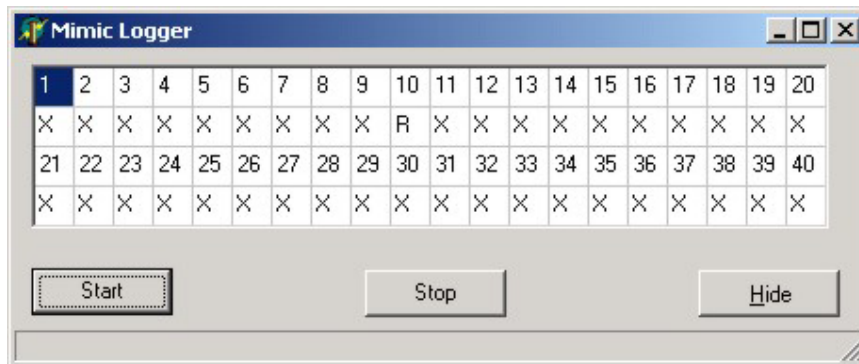 Mimic Logger
1 2 3 4 5 6 7 8 9 10 11 12 13 14 15 16 17 18 19 20
X X X X X X X X X R X X X X X X X X X X
21 22 23 24 25 26 27 28 29 30 31 32 33 34 35 36 37 38 39 40
X X X X X X X X X X X X X X X X X X X X
Start Stop Hide